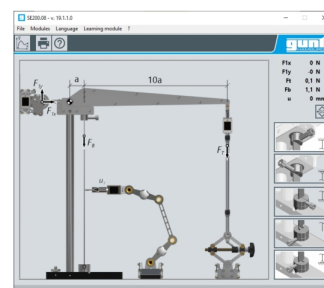 SE200.08 - v. 19.1.1.0
File Modules Language Learning module ?
gun
F1x 0 N
F1y -0 N
Ft 0,1 N
Fb 1,1 N
u 0 mm
a
10a
F1y
F1x
FB
FT
u